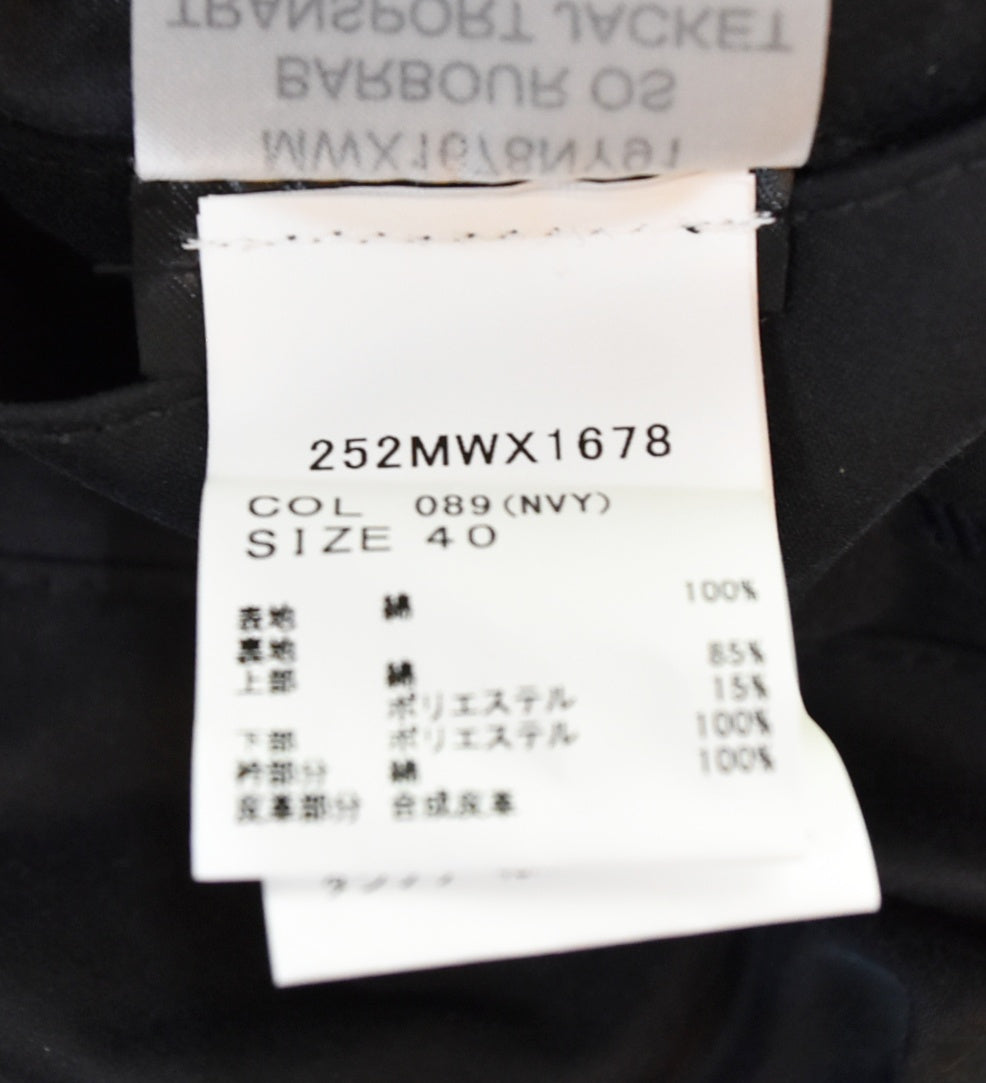 TRANSPORT JACKET
BARBOUR OS
MWX1678NY91
252MWX1678
COL 089(NVY)
SIZE 40
表地 綿 100%
裏地
上部 綿 85%
ポリエステル 15%
下部 ポリエステル 100%
衿部分 綿 100%
皮革部分 合成皮革